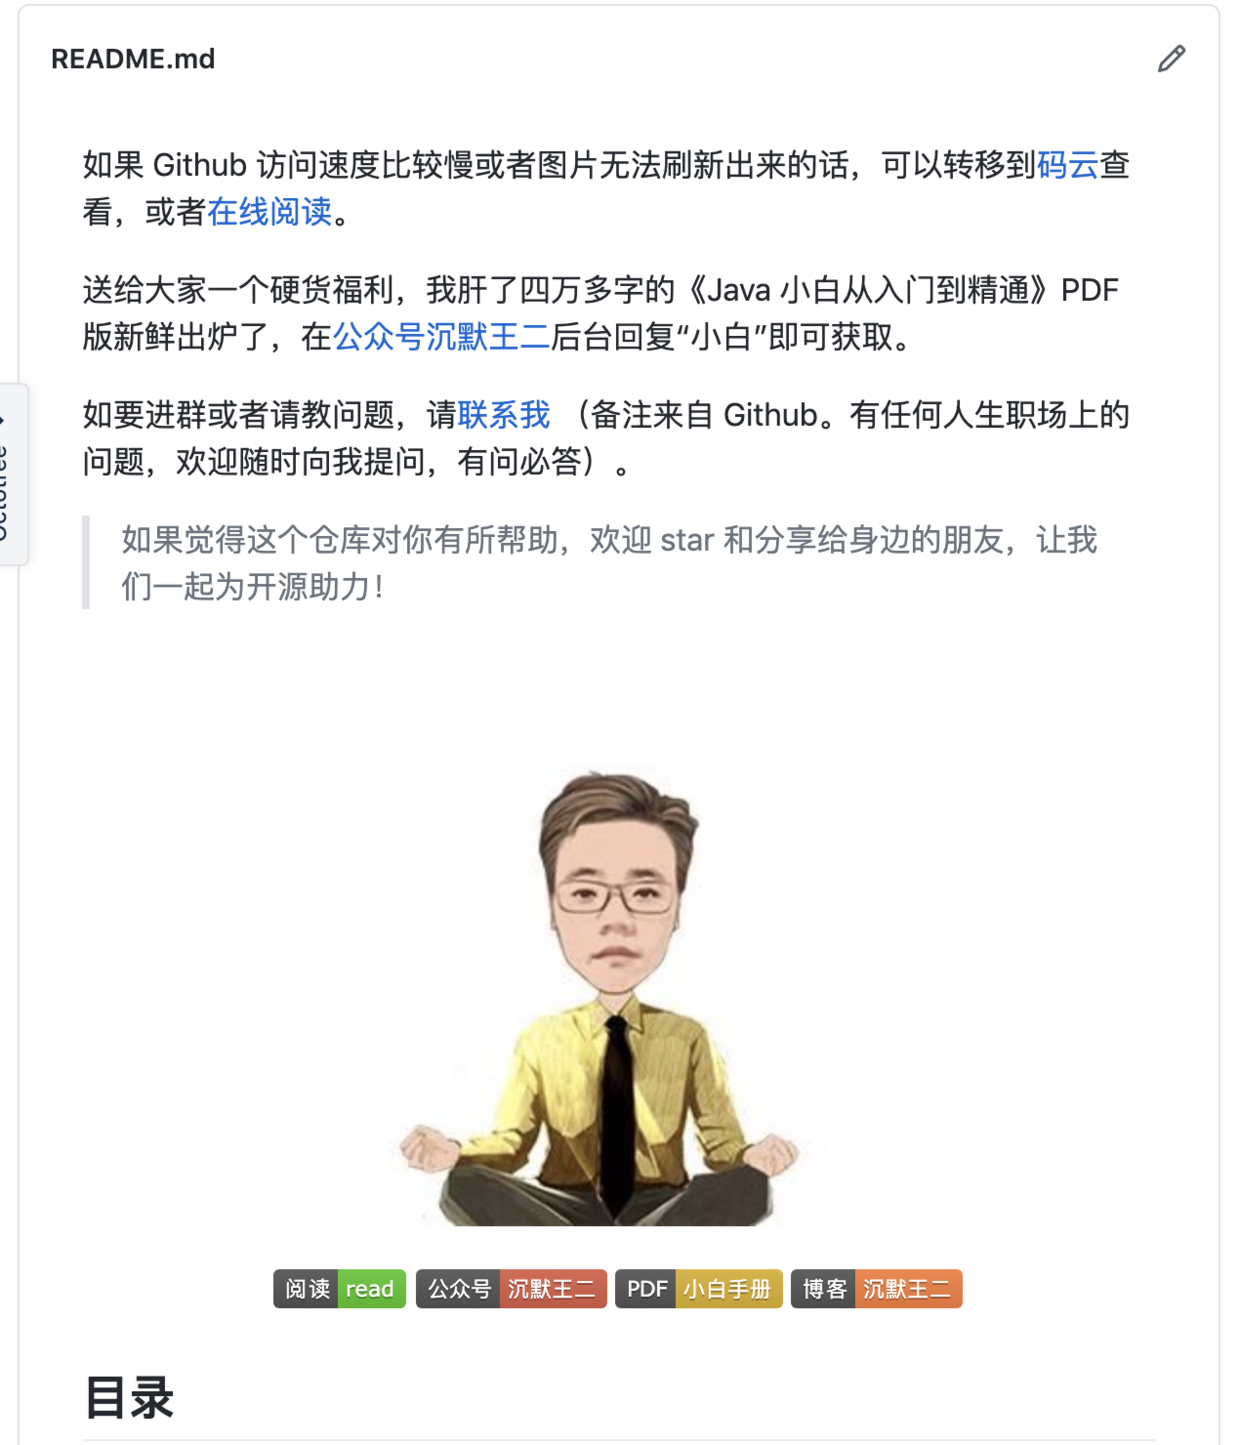 README.md
如果 Github 访问速度比较慢或者图片无法刷新出来的话，可以转移到码云查
看，或者在线阅读。
送给大家一个硬货福利，我肝了四万多字的《Java 小白从入门到精通》PDF
版新鲜出炉了，在公众号沉默王二后台回复“小白”即可获取。
如要进群或者请教问题，请联系我 （备注来自 Github。有任何人生职场上的
问题，欢迎随时向我提问，有问必答）。
Octotree
如果觉得这个仓库对你有所帮助，欢迎 star 和分享给身边的朋友，让我
们一起为开源助力！
阅读 read 公众号 沉默王二 PDF 小白手册 博客 沉默王二
目录